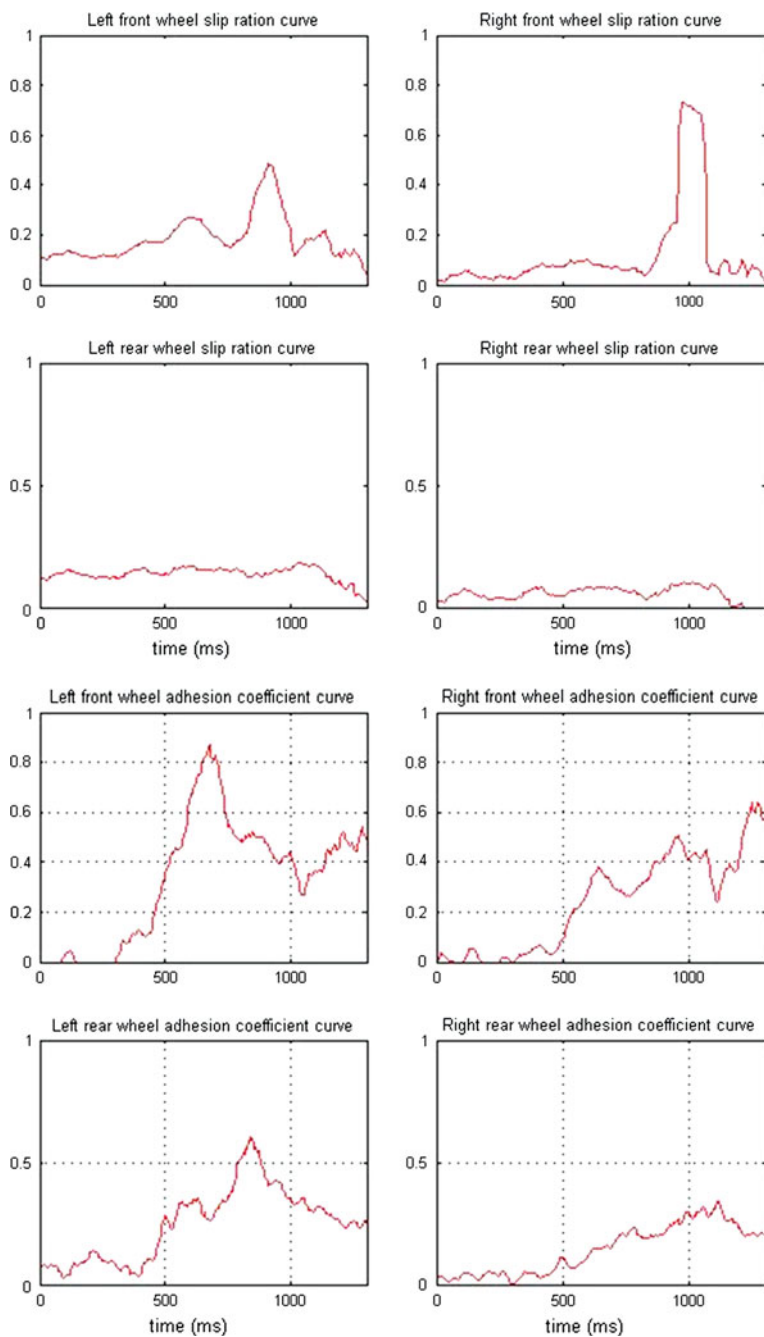 Left front wheel slip ration curve
Right front wheel slip ration curve
1
0.8
0.6
0.4
0.2
0
0 500 1000
1
0.8
0.6
0.4
0.2
0
0 500 1000
Left rear wheel slip ration curve
Right rear wheel slip ration curve
1
0.5
0
0 500 1000
time (ms)
1
0.5
0
0 500 1000
time (ms)
Left front wheel adhesion coefficient curve
Right front wheel adhesion coefficient curve
1
0.8
0.6
0.4
0.2
0
0 500 1000
1
0.8
0.6
0.4
0.2
0
0 500 1000
Left rear wheel adhesion coefficient curve
Right rear wheel adhesion coefficient curve
1
0.5
0
0 500 1000
time (ms)
1
0.5
0
0 500 1000
time (ms)